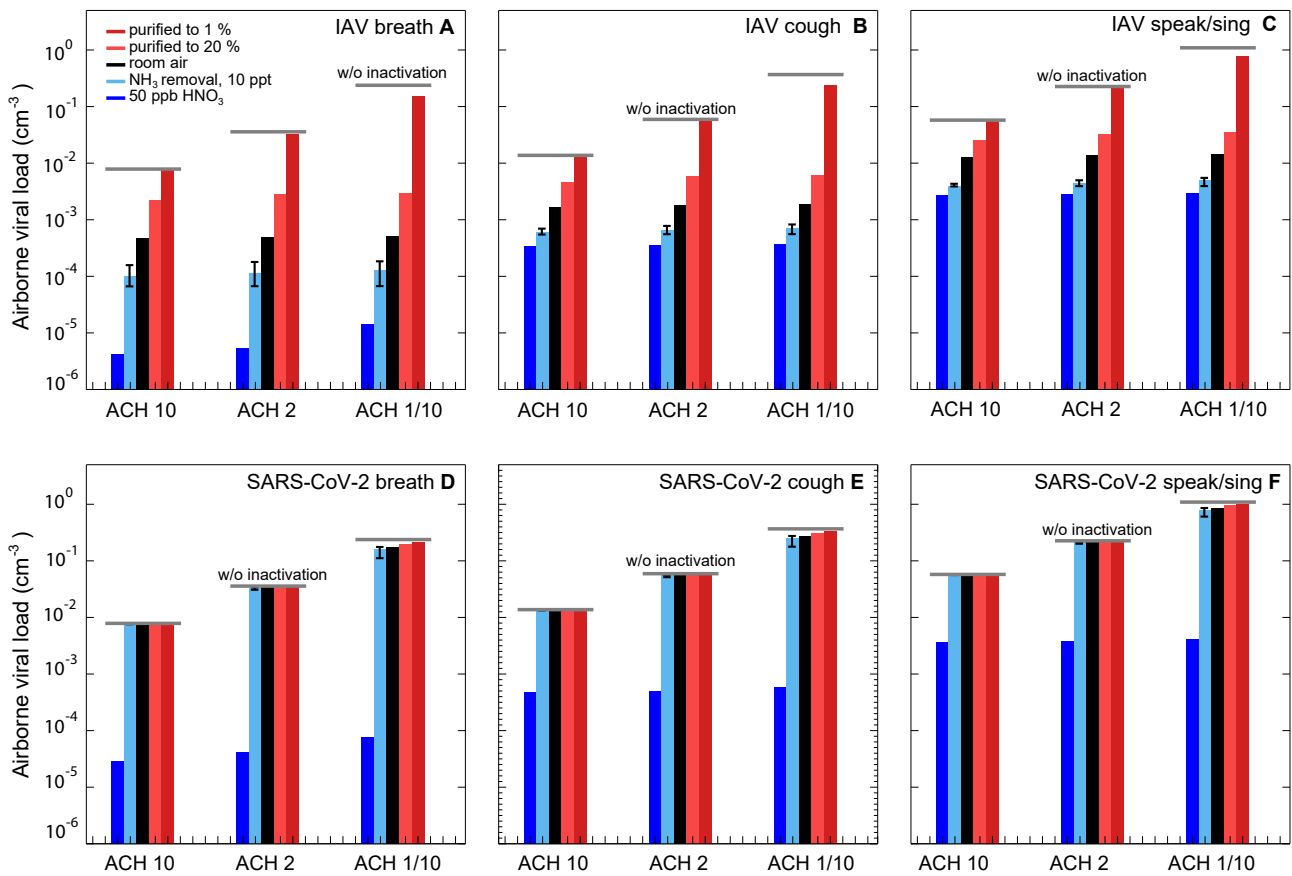 IAV breath A
purified to 1 %
purified to 20 %
room air
NH₃ removal, 10 ppt
50 ppb HNO₃
w/o inactivation
Airborne viral load (cm⁻³)
10⁰
10⁻¹
10⁻²
10⁻³
10⁻⁴
10⁻⁵
10⁻⁶
ACH 10
ACH 2
ACH 1/10
IAV cough B
w/o inactivation
ACH 10
ACH 2
ACH 1/10
IAV speak/sing C
w/o inactivation
ACH 10
ACH 2
ACH 1/10
SARS-CoV-2 breath D
w/o inactivation
Airborne viral load (cm⁻³)
10⁰
10⁻¹
10⁻²
10⁻³
10⁻⁴
10⁻⁵
10⁻⁶
ACH 10
ACH 2
ACH 1/10
SARS-CoV-2 cough E
w/o inactivation
ACH 10
ACH 2
ACH 1/10
SARS-CoV-2 speak/sing F
w/o inactivation
ACH 10
ACH 2
ACH 1/10